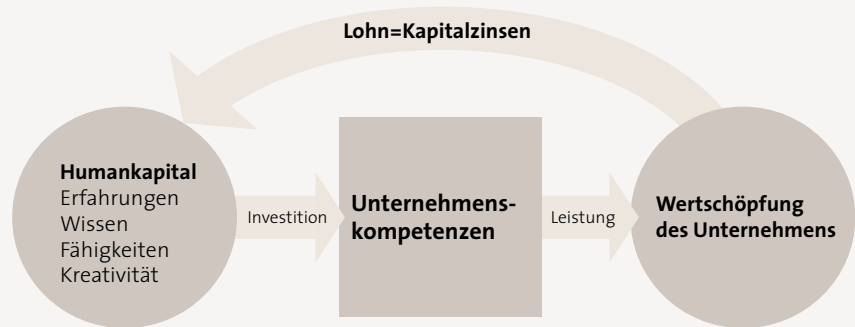 Lohn=Kapitalzinsen
Humankapital
Erfahrungen
Wissen
Fähigkeiten
Kreativität
Investition
Unternehmens-
kompetenzen
Leistung
Wertschöpfung
des Unternehmens